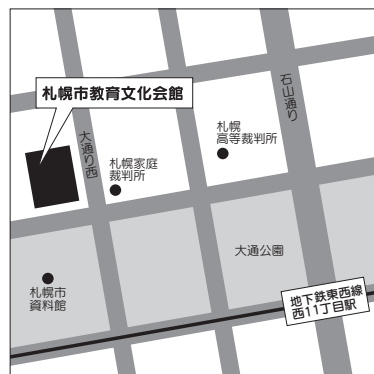 札幌市教育文化会館
石山通り
大通り西
札幌
高等裁判所
札幌家庭
裁判所
大通公園
札幌市
資料館
地下鉄東西線
西11丁目駅